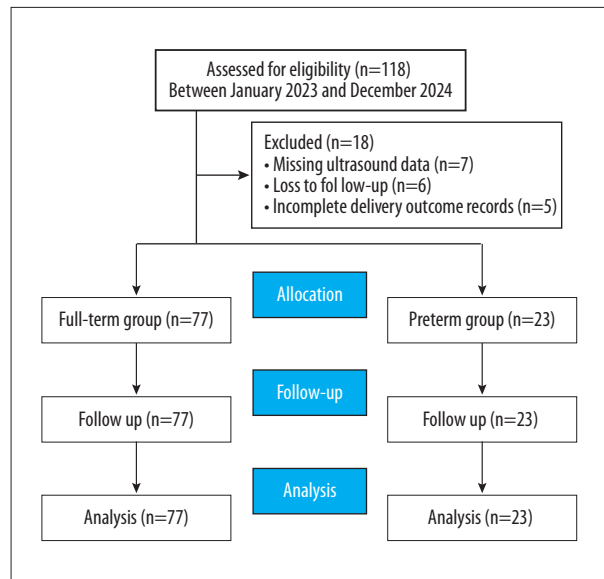 Assessed for eligibility (n=118)
Between January 2023 and December 2024
Excluded (n=18)
• Missing ultrasound data (n=7)
• Loss to fol low-up (n=6)
• Incomplete delivery outcome records (n=5)
Allocation
Full-term group (n=77)
Preterm group (n=23)
Follow-up
Follow up (n=77)
Follow up (n=23)
Analysis
Analysis (n=77)
Analysis (n=23)